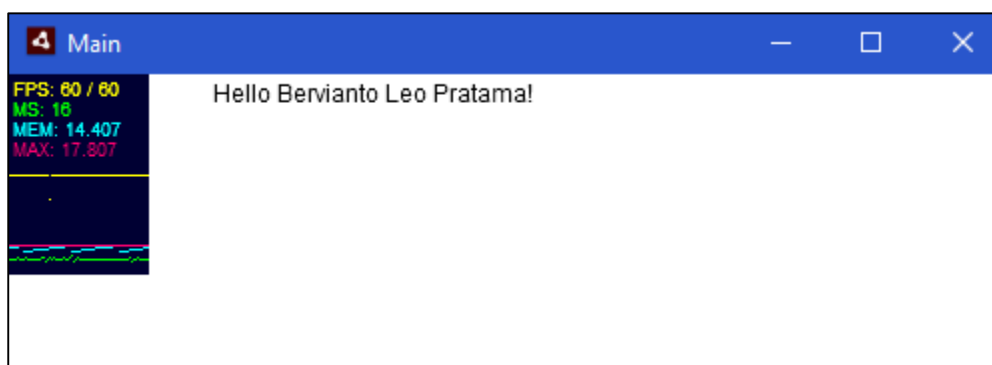 Main
FPS: 60 / 60
Hello Bervianto Leo Pratama!
MS: 16
MEM: 14.407
MAX: 17.807